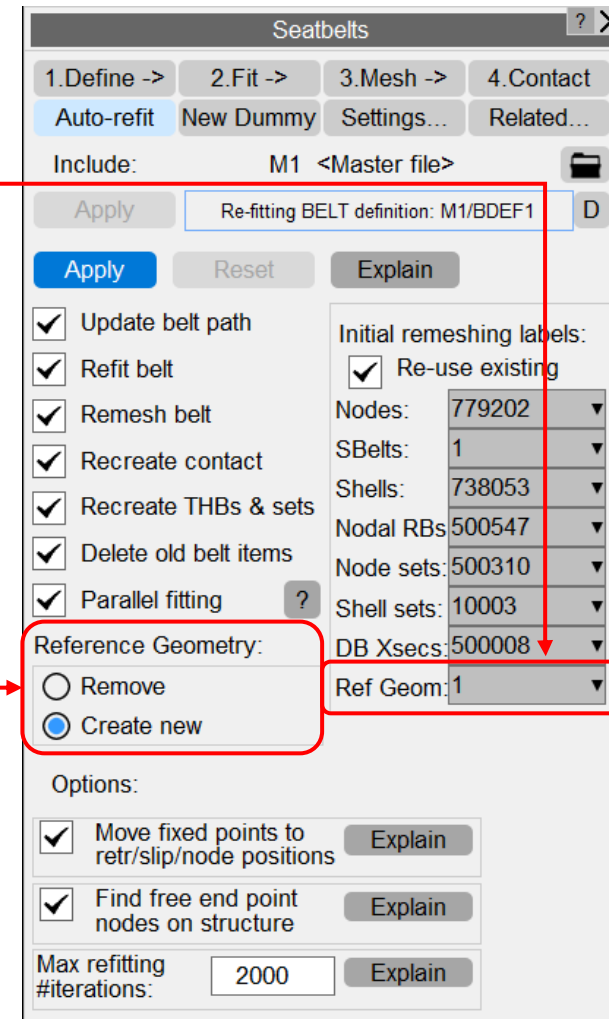 Seatbelts ? X
1.Define -> 2.Fit -> 3.Mesh -> 4.Contact
Auto-refit New Dummy Settings... Related...
Include: M1 <Master file>
Apply Re-fitting BELT definition: M1/BDEF1 D
Apply Reset Explain
Update belt path
Refit belt
Remesh belt
Recreate contact
Recreate THBs & sets
Delete old belt items
Parallel fitting ?
Reference Geometry:
Remove
Create new
Initial remeshing labels:
Re-use existing
Nodes: 779202
SBelts: 1
Shells: 738053
Nodal RBs 500547
Node sets: 500310
Shell sets: 10003
DB Xsecs: 500008
Ref Geom: 1
Options:
Move fixed points to
retr/slip/node positions Explain
Find free end point
nodes on structure Explain
Max refitting
#iterations: 2000 Explain